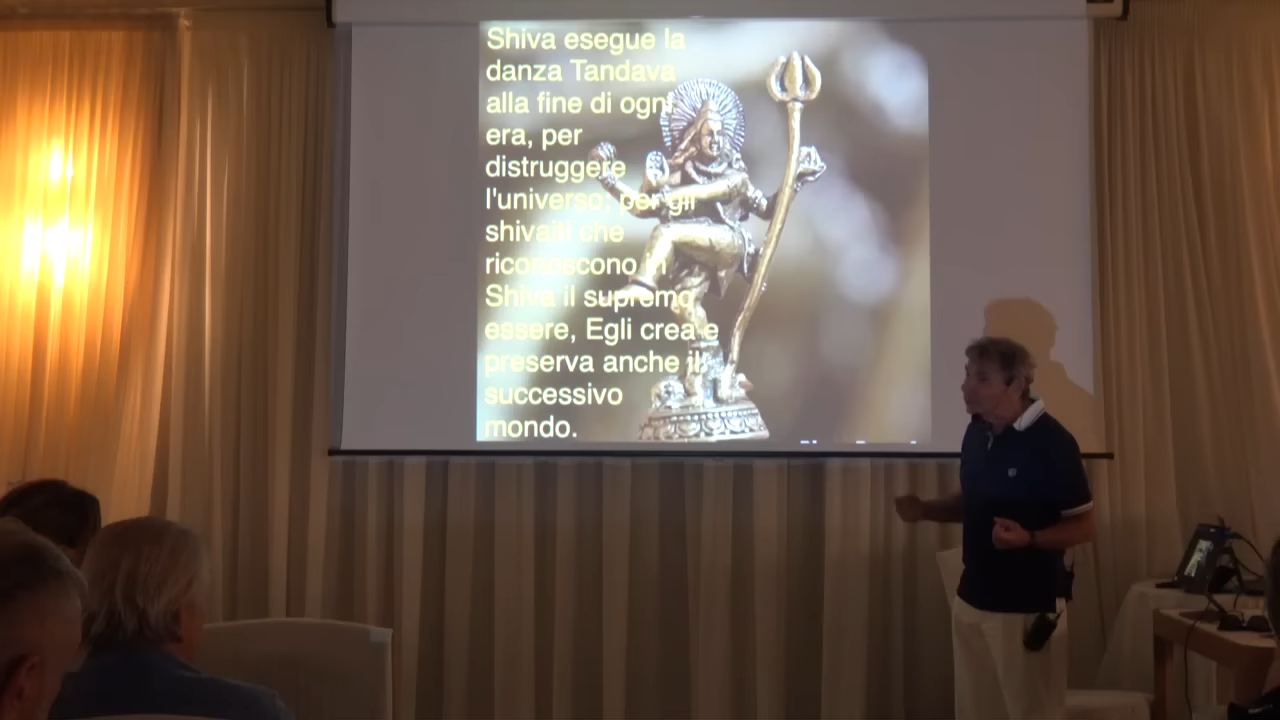 Shiva esegue la
danza Tandava
alla fine di ogni
era, per
distruggere
l'universo; per gli
shivaiti che
riconoscono in
Shiva il supremo
essere, Egli crea e
preserva anche il
successivo
mondo.